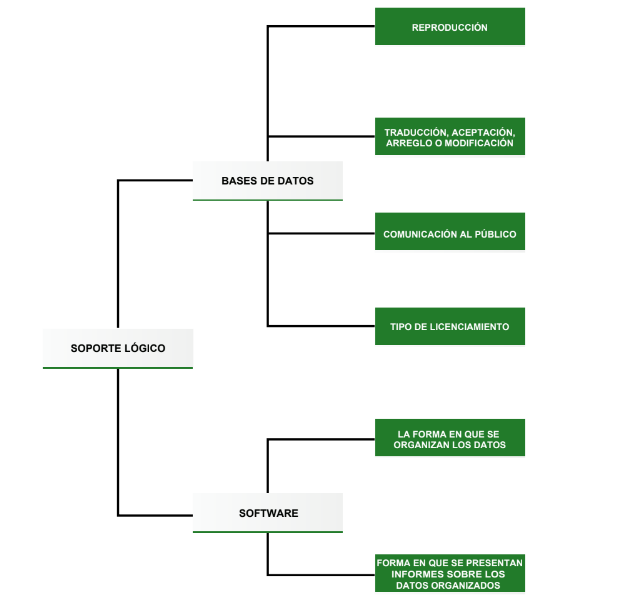 REPRODUCCIÓN
TRADUCCIÓN, ACEPTACIÓN,
ARREGLO O MODIFICACIÓN
BASES DE DATOS
COMUNICACIÓN AL PÚBLICO
TIPO DE LICENCIAMIENTO
SOPORTE LÓGICO
LA FORMA EN QUE SE
ORGANIZAN LOS DATOS
SOFTWARE
FORMA EN QUE SE PRESENTAN
INFORMES SOBRE LOS
DATOS ORGANIZADOS